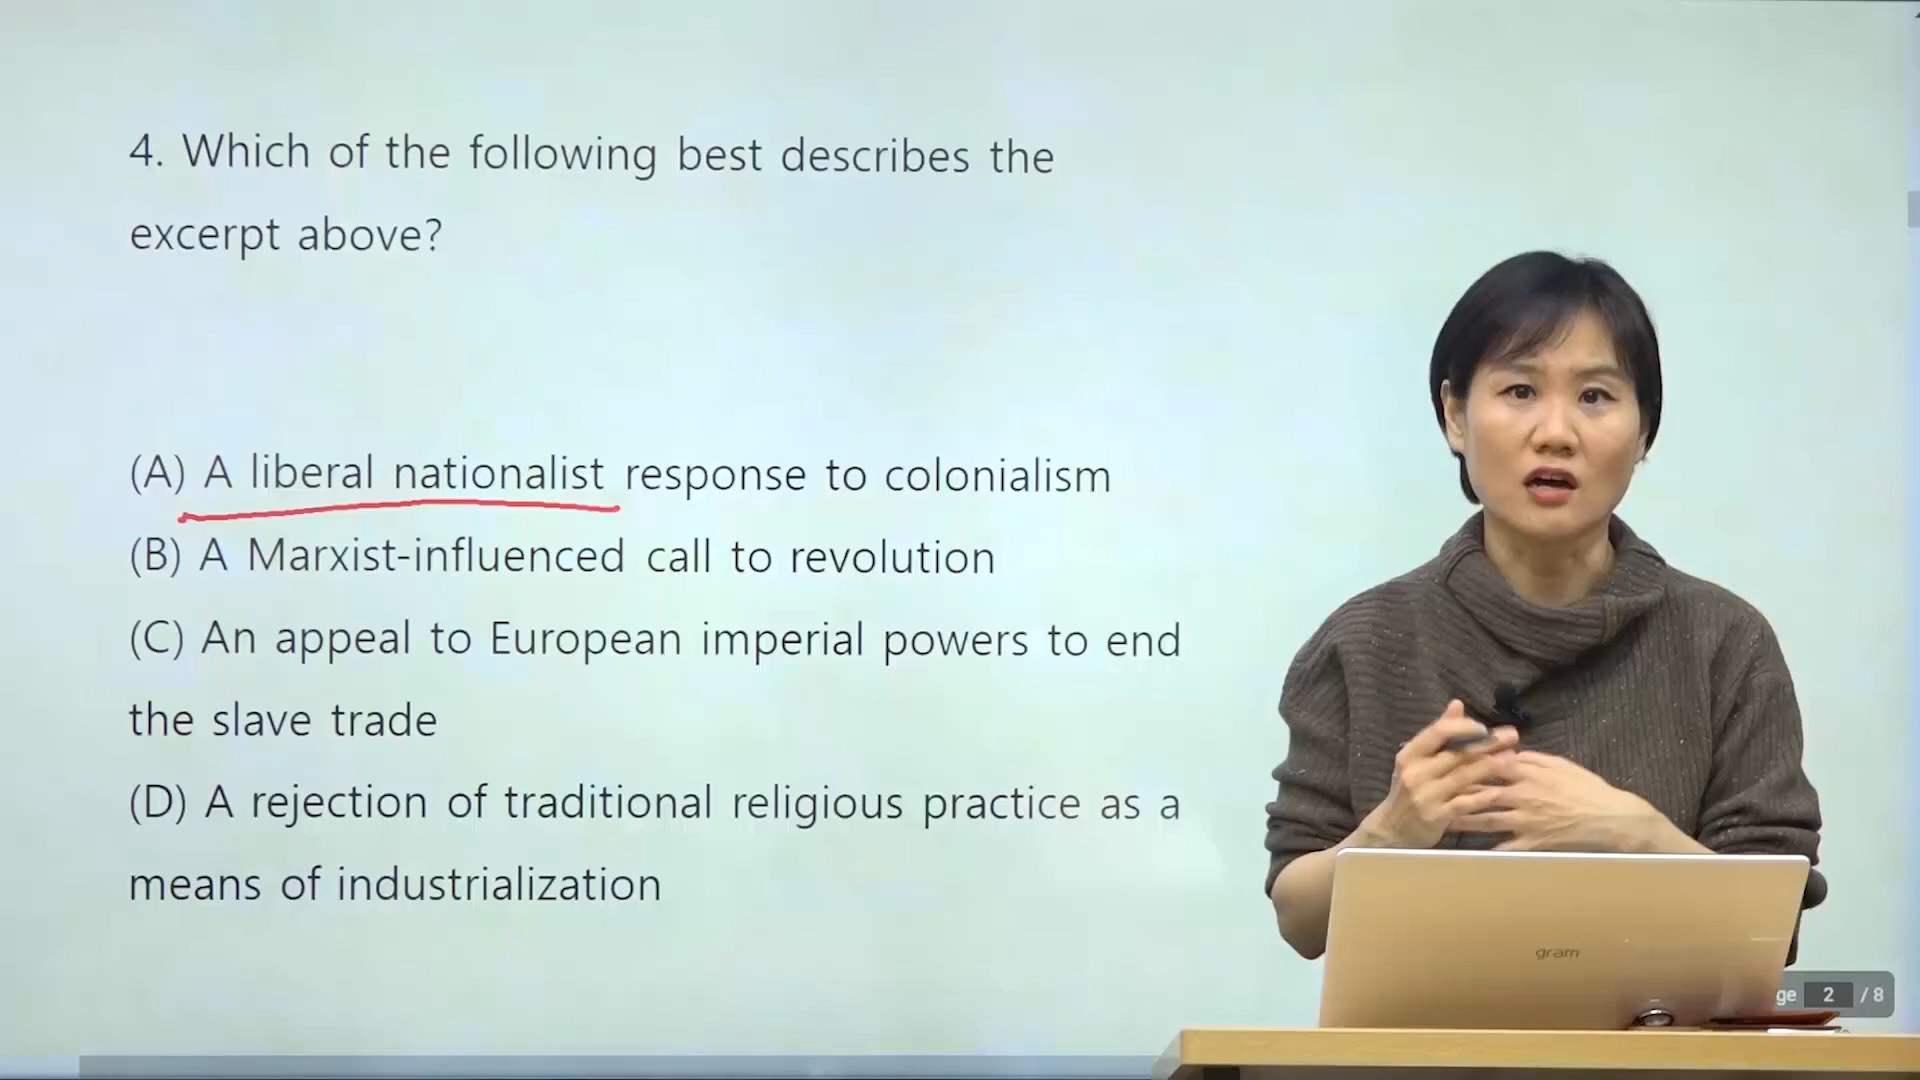 4. Which of the following best describes the
excerpt above?
(A) A liberal nationalist response to colonialism
(B) A Marxist-influenced call to revolution
(C) An appeal to European imperial powers to end
the slave trade
(D) A rejection of traditional religious practice as a
means of industrialization
gram
ge 2 / 8